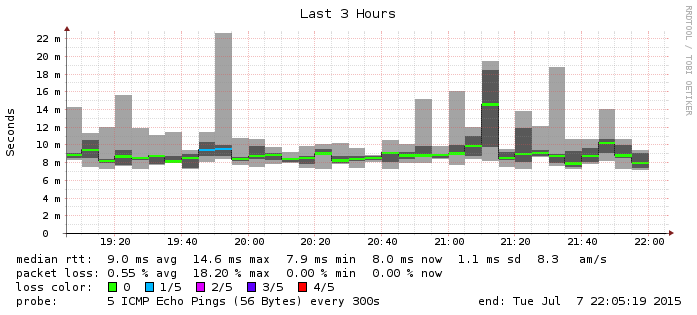 Last 3 Hours
RRDTOOL / TOBI OETIKER
Seconds
22 m
20 m
18 m
16 m
14 m
12 m
10 m
8 m
6 m
4 m
2 m
0
19:20 19:40 20:00 20:20 20:40 21:00 21:20 21:40 22:00
median rtt: 9.0 ms avg 14.6 ms max 7.9 ms min 8.0 ms now 1.1 ms sd 8.3 am/s
packet loss: 0.55 % avg 18.20 % max 0.00 % min 0.00 % now
loss color: 0 1/5 2/5 3/5 4/5
probe: 5 ICMP Echo Pings (56 Bytes) every 300s end: Tue Jul 7 22:05:19 2015